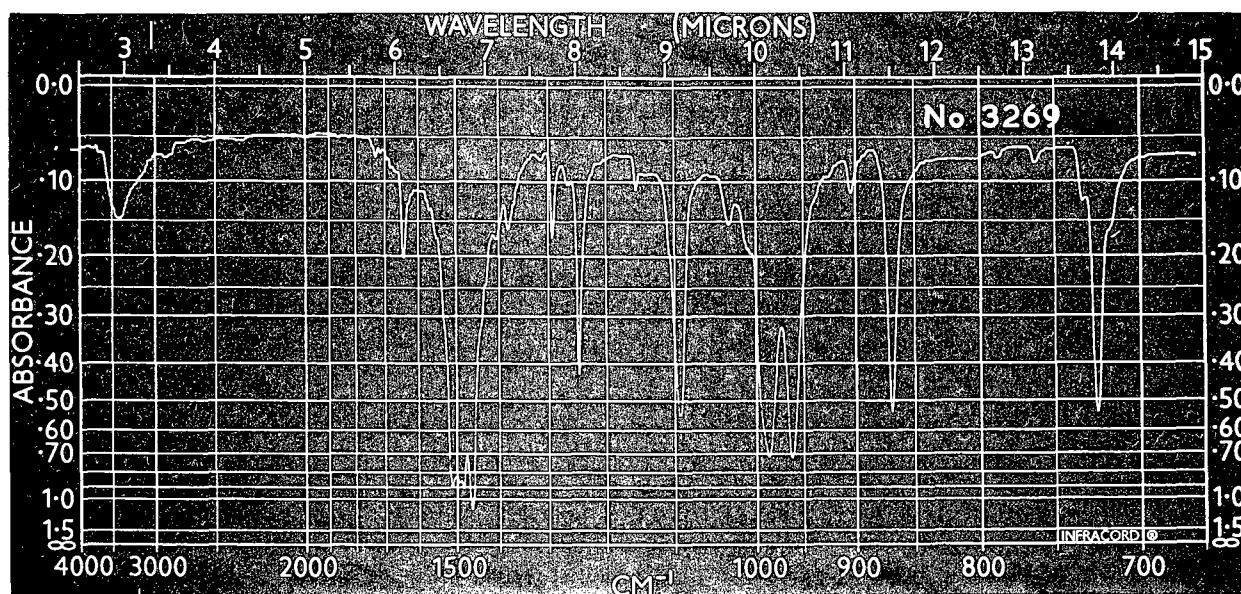 WAVELENGTH (MICRONS)
3 4 5 6 7 8 9 10 11 12 13 14 15
0·0 0·0
No 3269
·10 ·10
·20 ·20
·30 ·30
·40 ·40
·50 ·50
·60 ·60
·70 ·70
1·0 1·0
1·5 1·5
∞ ∞
ABSORBANCE
INFRACORD ®
4000 3000 2000 1500 1000 900 800 700
CM⁻¹